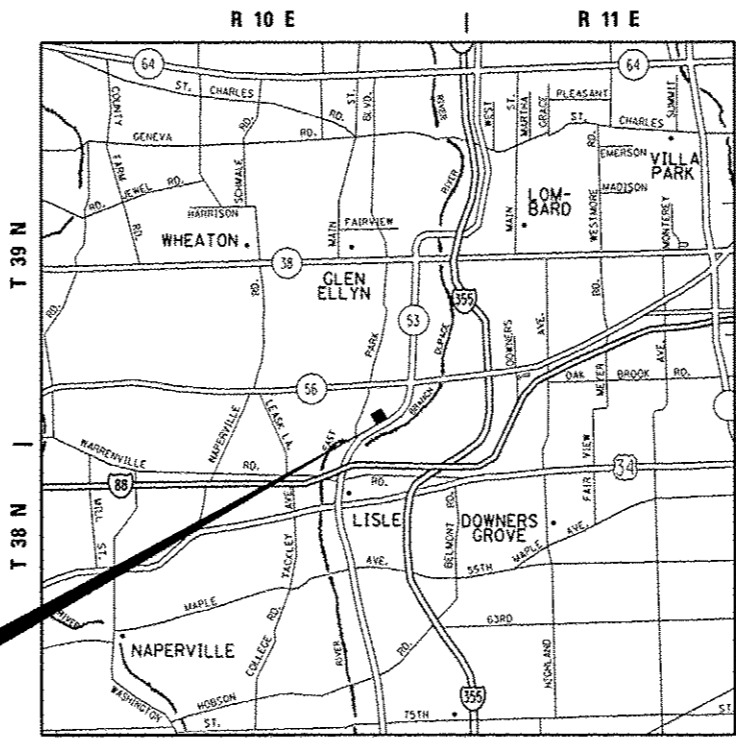 R 10 E
R 11 E
T 39 N
T 38 N
64
64
ST. CHARLES RD.
ST. CHARLES
GENEVA RD.
COUNTY FARM RD.
JEWEL RD.
SCHMALE RD.
HARRISON
MAIN ST.
BLVD.
FAIRVIEW
RIVER
RIVER
WEST
ST.
MARTHA
GRACE
PLEASANT
SUMMIT
EMERSON
MADISON
VILLA
PARK
LOM-
BARD
MAIN
WESTMORE
RD.
MONTEREY
WHEATON
GLEN
ELLYN
38
355
53
RD.
RD.
PARK
DUPAGE
DOWNERS
AVE.
RD.
MEYER
AVE.
OAK BROOK RD.
56
NAPERVILLE
LEASK LA.
EAST
BRANCH
WARRENVILLE RD.
RD.
88
MILL
ST.
YACKLEY AVE.
LISLE
BELMONT RD.
DOWNERS
GROVE
FAIR VIEW
34
MAPLE AVE.
55TH
MAPLE AVE.
RIVER
NAPERVILLE
COLLEGE RD.
RIVER
RD.
63RD
HIGHLAND
WASHINGTON ST.
HOBSON
75TH ST.
355